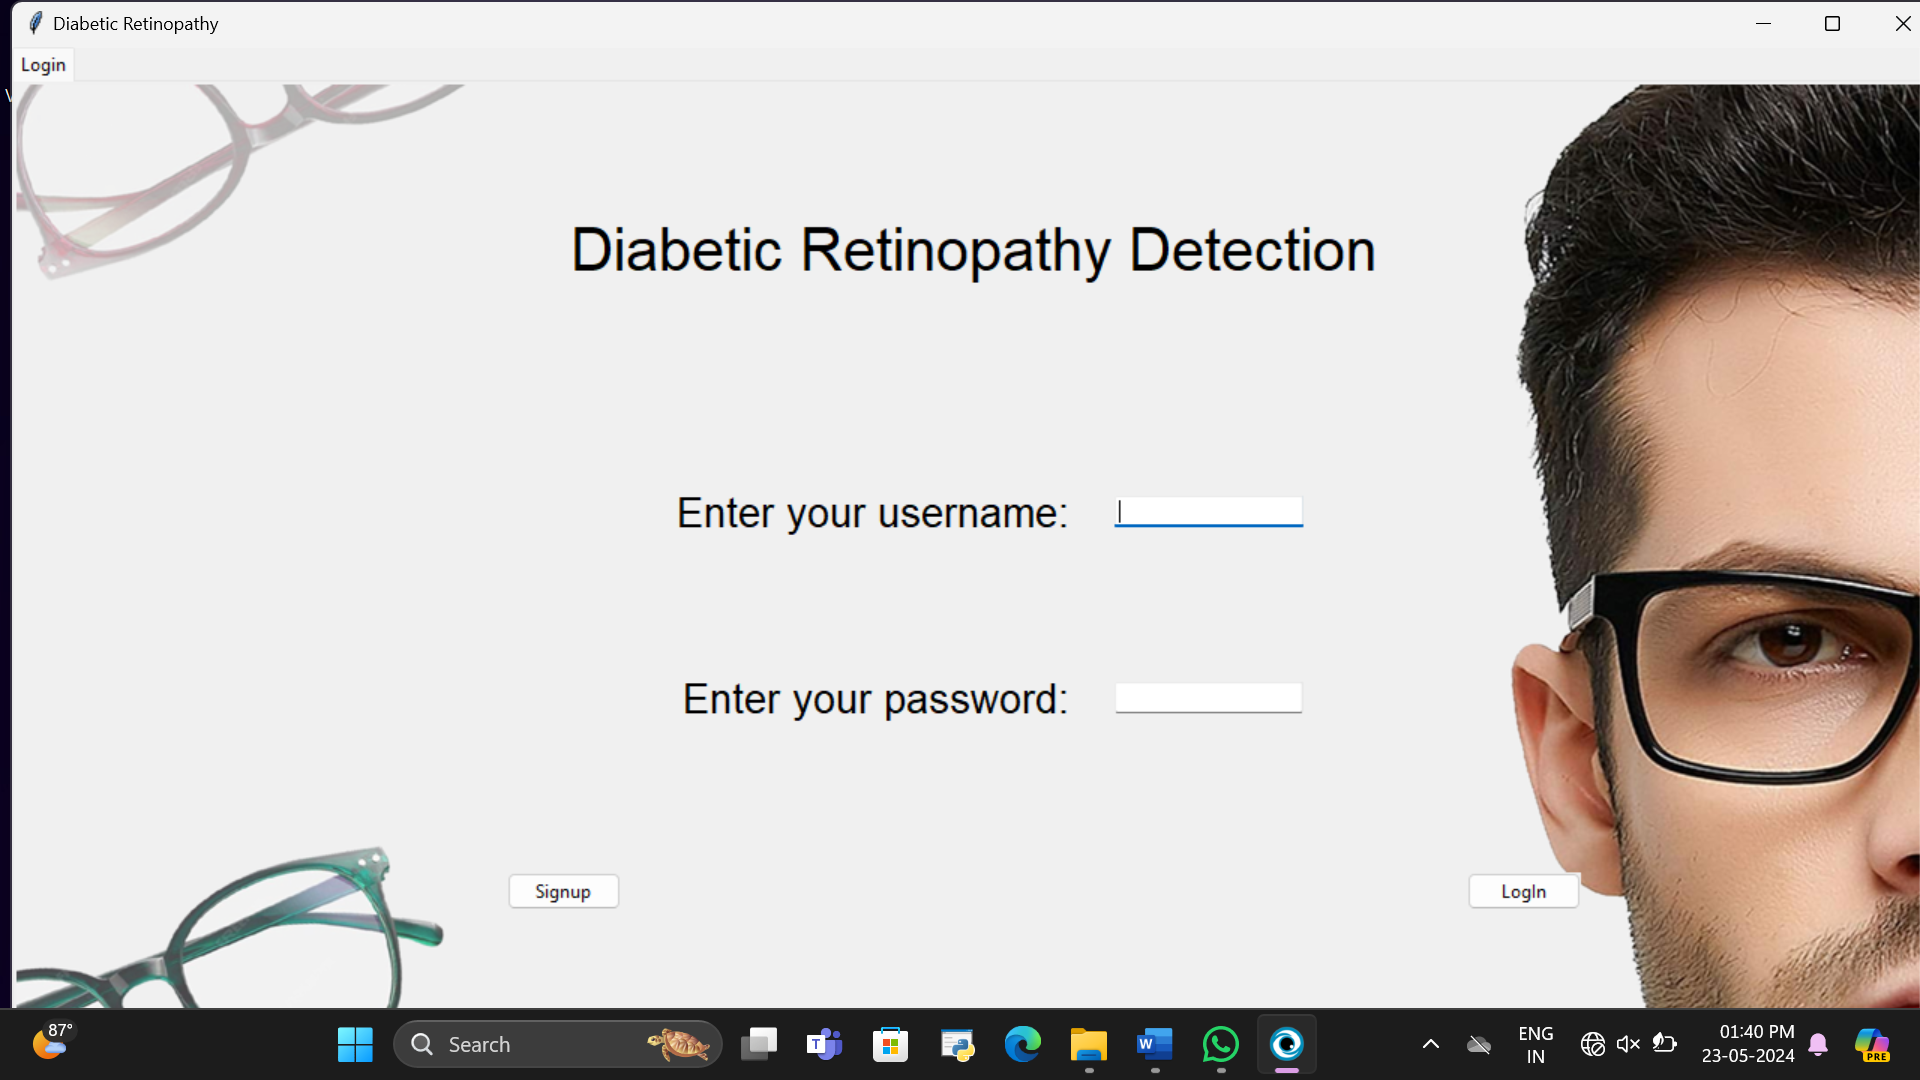 Diabetic Retinopathy
Login
Diabetic Retinopathy Detection
Enter your username:
Enter your password:
Signup
LogIn
87°
Search
T
W
ENG
IN
01:40 PM
23-05-2024
PRE